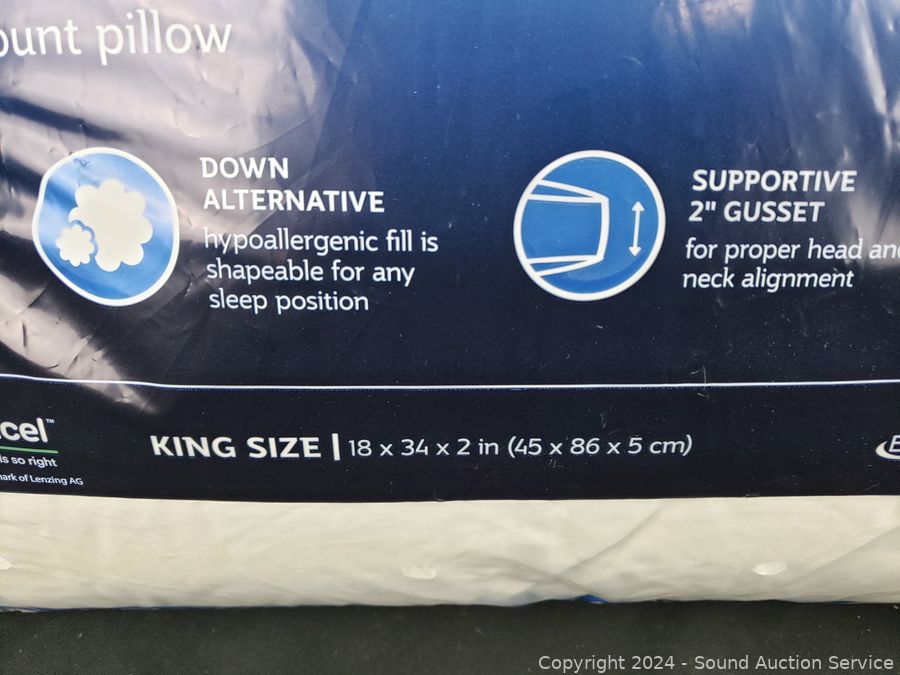 ount pillow
DOWN
ALTERNATIVE
hypoallergenic fill is
shapeable for any
sleep position
SUPPORTIVE
2" GUSSET
for proper head and
neck alignment
cel™
ls so right
mark of Lenzing AG
KING SIZE | 18 x 34 x 2 in (45 x 86 x 5 cm)
Copyright 2024 - Sound Auction Service